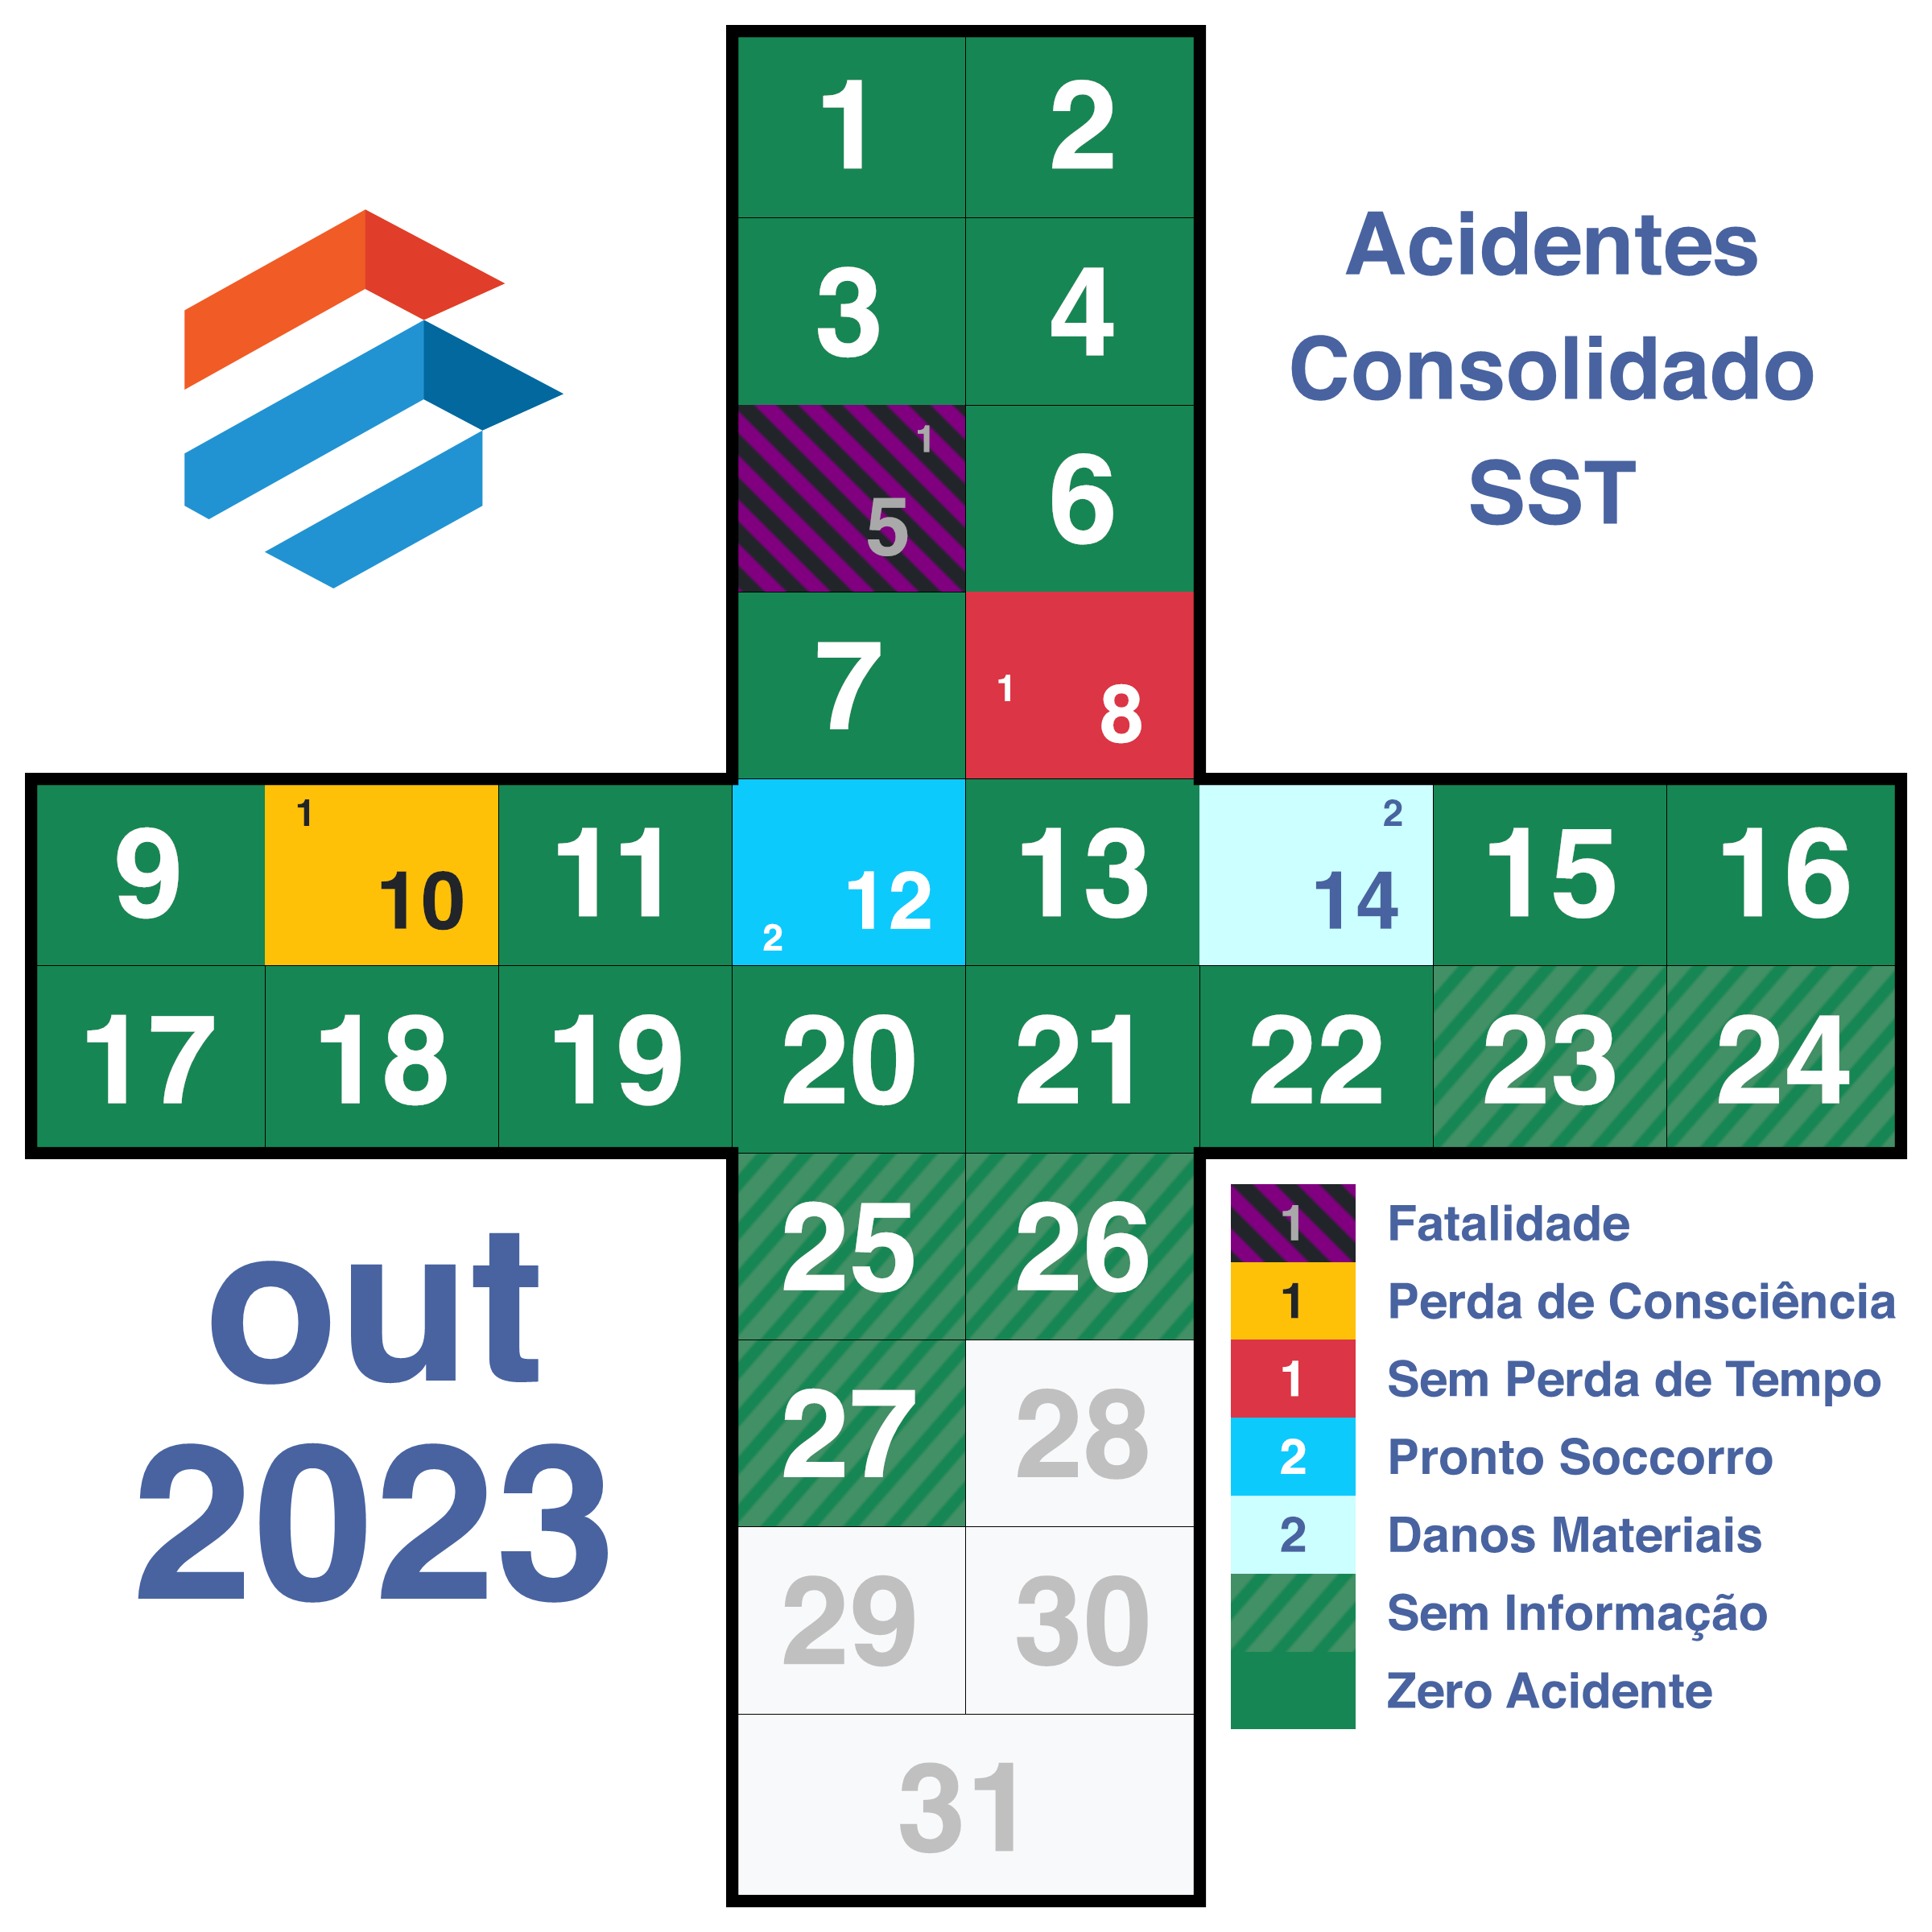 1 2
Acidentes
Consolidado
SST
3 4
1
5 6
7
1 8
9
1
10
11
2 12
13
2
14
15 16
17 18 19 20 21 22 23 24
25 26
27 28
29 30
31
out
2023
1 Fatalidade
1 Perda de Consciência
1 Sem Perda de Tempo
2 Pronto Soccorro
2 Danos Materiais
Sem Informação
Zero Acidente